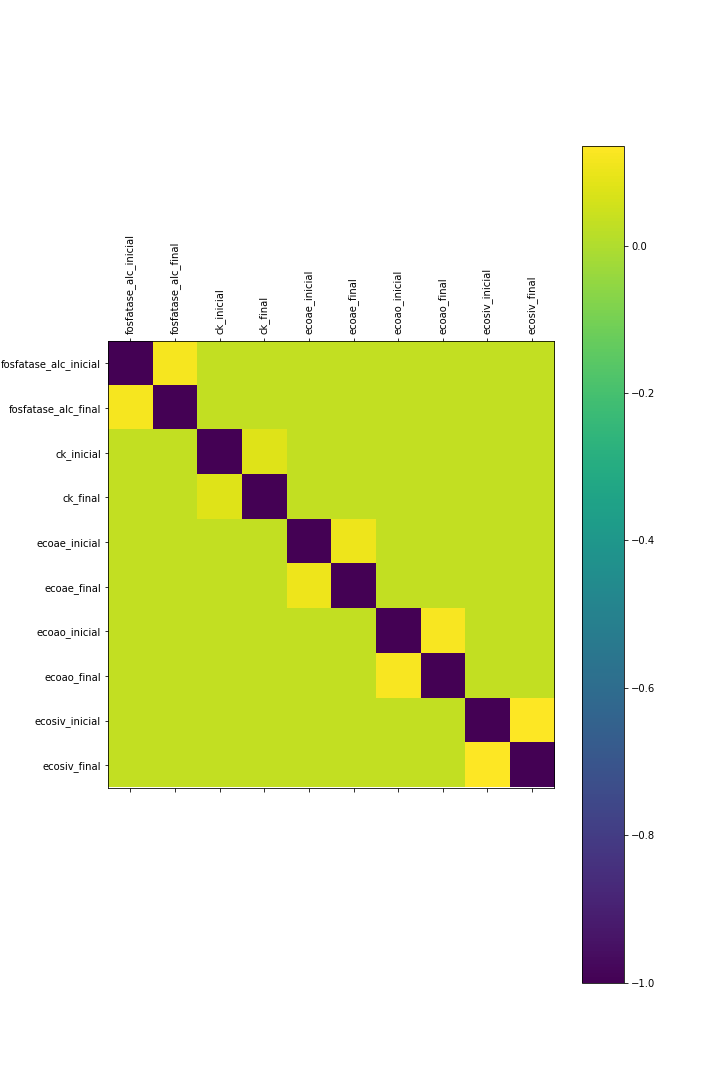 fosfatase_alc_inicial
fosfatase_alc_final
ck_inicial
ck_final
ecoae_inicial
ecoae_final
ecoao_inicial
ecoao_final
ecosiv_inicial
ecosiv_final
fosfatase_alc_inicial
fosfatase_alc_final
ck_inicial
ck_final
ecoae_inicial
ecoae_final
ecoao_inicial
ecoao_final
ecosiv_inicial
ecosiv_final
0.0
−0.2
−0.4
−0.6
−0.8
−1.0